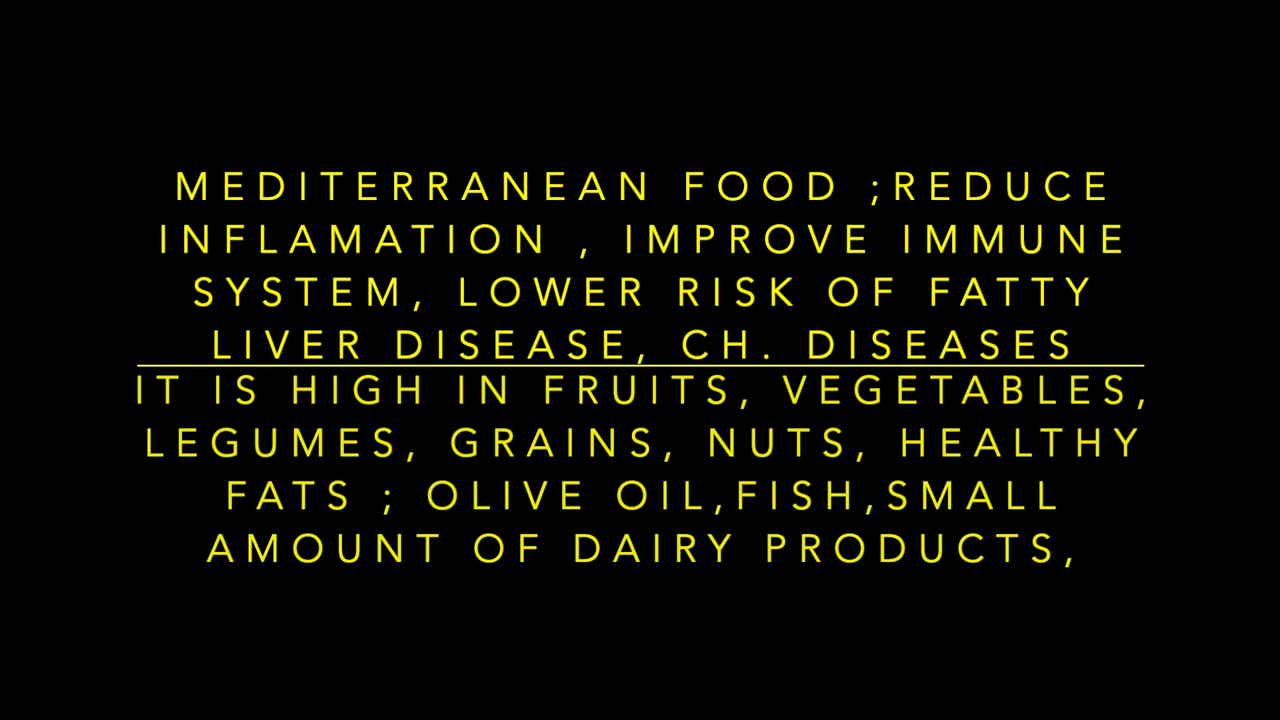 MEDITERRANEAN FOOD ;REDUCE
INFLAMATION , IMPROVE IMMUNE
SYSTEM, LOWER RISK OF FATTY
LIVER DISEASE, CH. DISEASES
IT IS HIGH IN FRUITS, VEGETABLES,
LEGUMES, GRAINS, NUTS, HEALTHY
FATS ; OLIVE OIL,FISH,SMALL
AMOUNT OF DAIRY PRODUCTS,